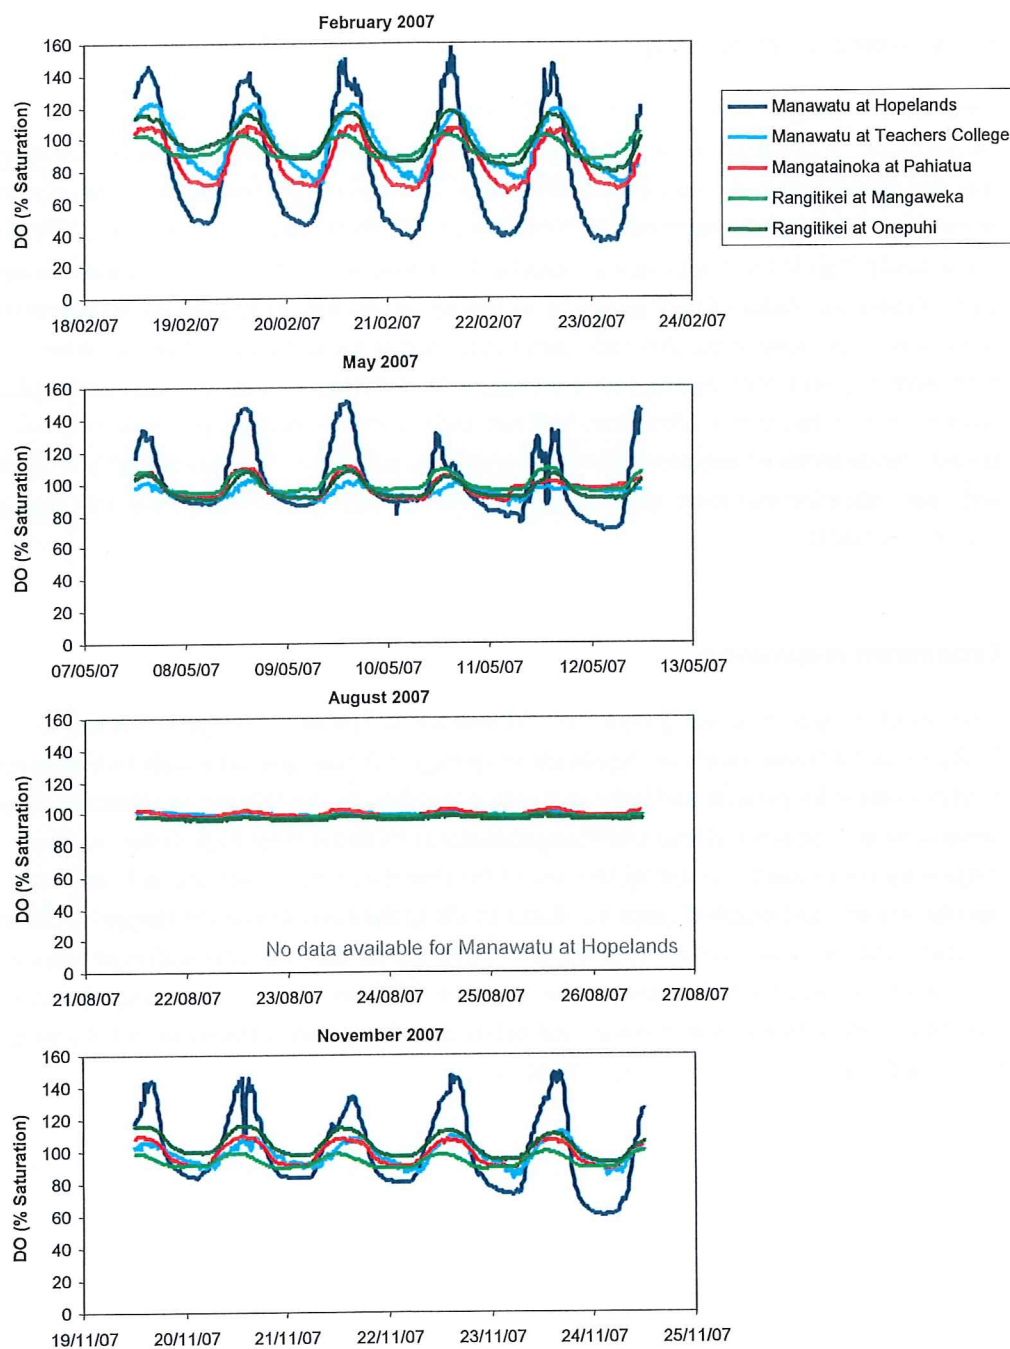 February 2007
160
140
120
100
80
60
40
20
0
DO (% Saturation)
18/02/07 19/02/07 20/02/07 21/02/07 22/02/07 23/02/07 24/02/07
Manawatu at Hopelands
Manawatu at Teachers College
Mangatainoka at Pahiatua
Rangitikei at Mangaweka
Rangitikei at Onepuhi
May 2007
160
140
120
100
80
60
40
20
0
DO (% Saturation)
07/05/07 08/05/07 09/05/07 10/05/07 11/05/07 12/05/07 13/05/07
August 2007
160
140
120
100
80
60
40
20
0
DO (% Saturation)
No data available for Manawatu at Hopelands
21/08/07 22/08/07 23/08/07 24/08/07 25/08/07 26/08/07 27/08/07
November 2007
160
140
120
100
80
60
40
20
0
DO (% Saturation)
19/11/07 20/11/07 21/11/07 22/11/07 23/11/07 24/11/07 25/11/07